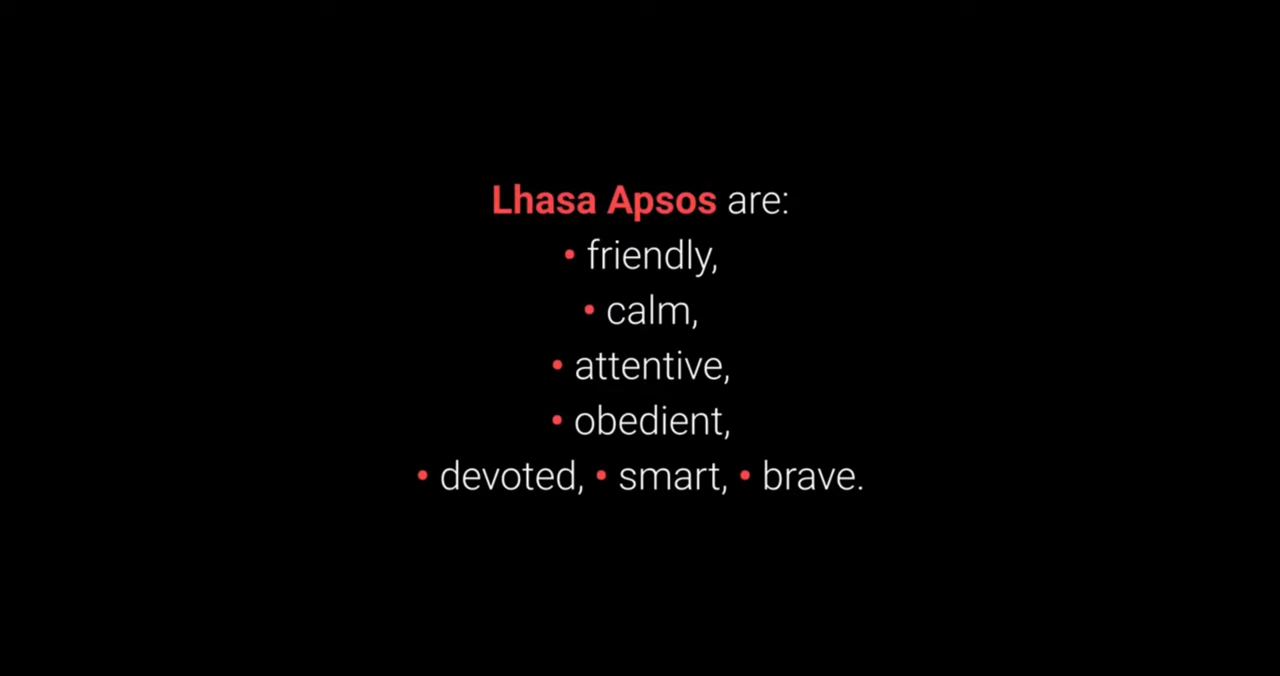 Lhasa Apsos are:
• friendly,
• calm,
• attentive,
• obedient,
• devoted, • smart, • brave.